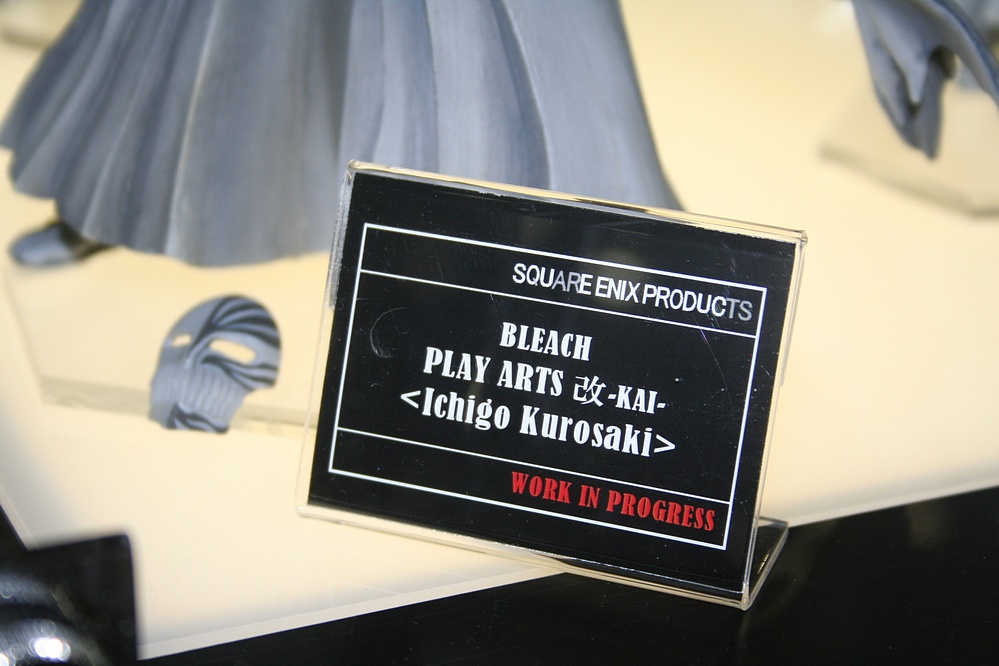 SQUARE ENIX PRODUCTS
BLEACH
PLAY ARTS 改-KAI-
<Ichigo Kurosaki>
WORK IN PROGRESS